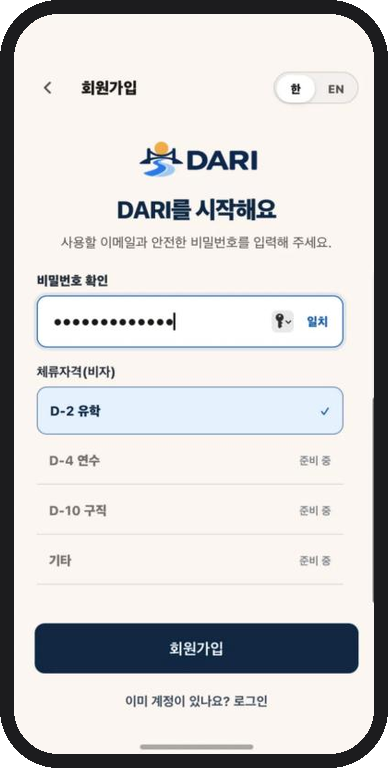 회원가입
한 EN
DARI
DARI를 시작해요
사용할 이메일과 안전한 비밀번호를 입력해 주세요.
비밀번호 확인
●●●●●●●●●●●●● 일치
체류자격(비자)
D-2 유학
D-4 연수 준비 중
D-10 구직 준비 중
기타 준비 중
회원가입
이미 계정이 있나요? 로그인